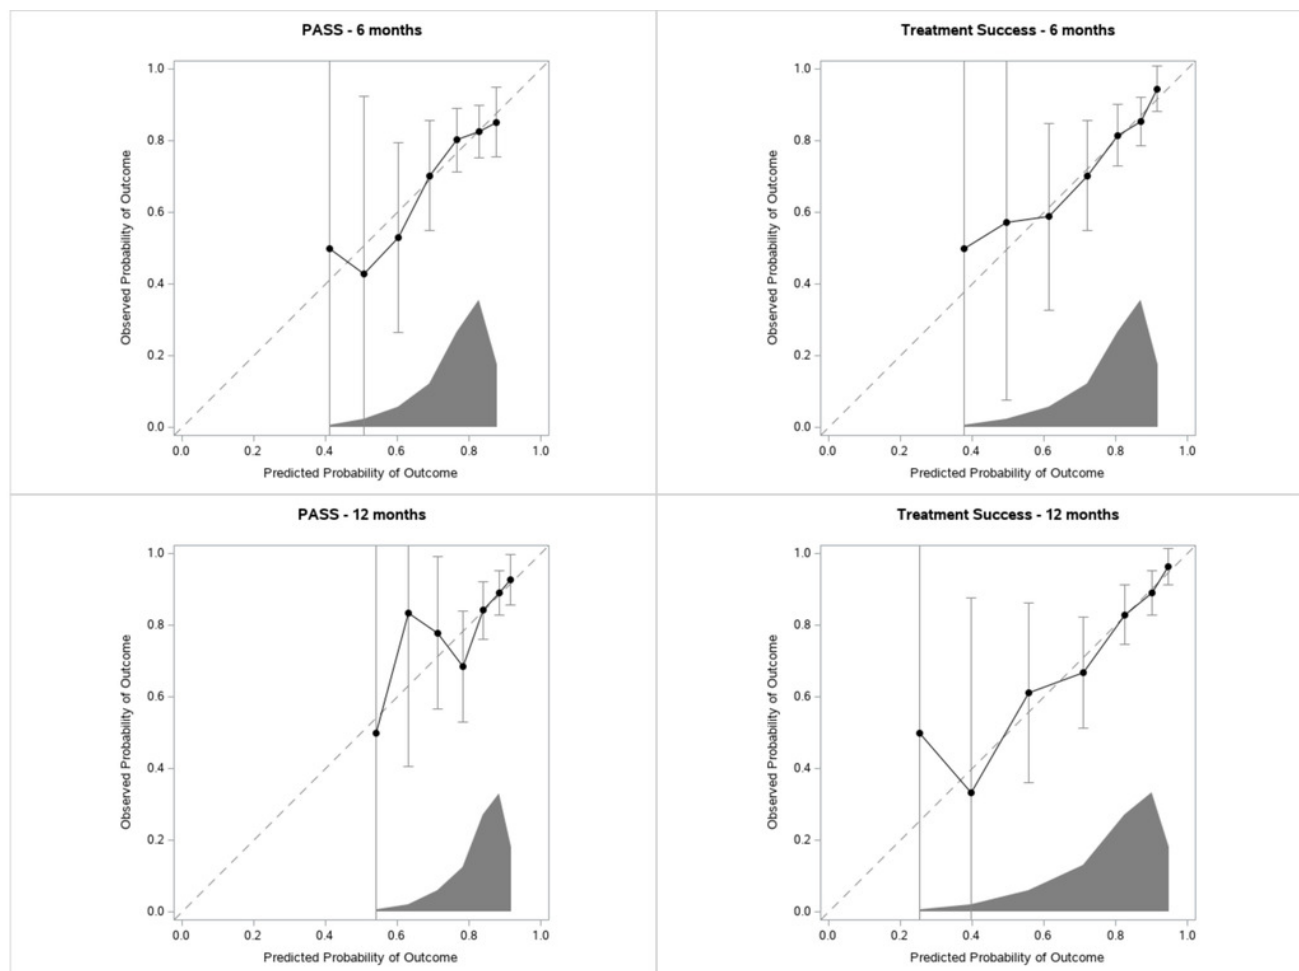 PASS - 6 months
1.0
0.8
0.6
0.4
0.2
0.0
Observed Probability of Outcome
0.0 0.2 0.4 0.6 0.8 1.0
Predicted Probability of Outcome
Treatment Success - 6 months
1.0
0.8
0.6
0.4
0.2
0.0
Observed Probability of Outcome
0.0 0.2 0.4 0.6 0.8 1.0
Predicted Probability of Outcome
PASS - 12 months
1.0
0.8
0.6
0.4
0.2
0.0
Observed Probability of Outcome
0.0 0.2 0.4 0.6 0.8 1.0
Predicted Probability of Outcome
Treatment Success - 12 months
1.0
0.8
0.6
0.4
0.2
0.0
Observed Probability of Outcome
0.0 0.2 0.4 0.6 0.8 1.0
Predicted Probability of Outcome